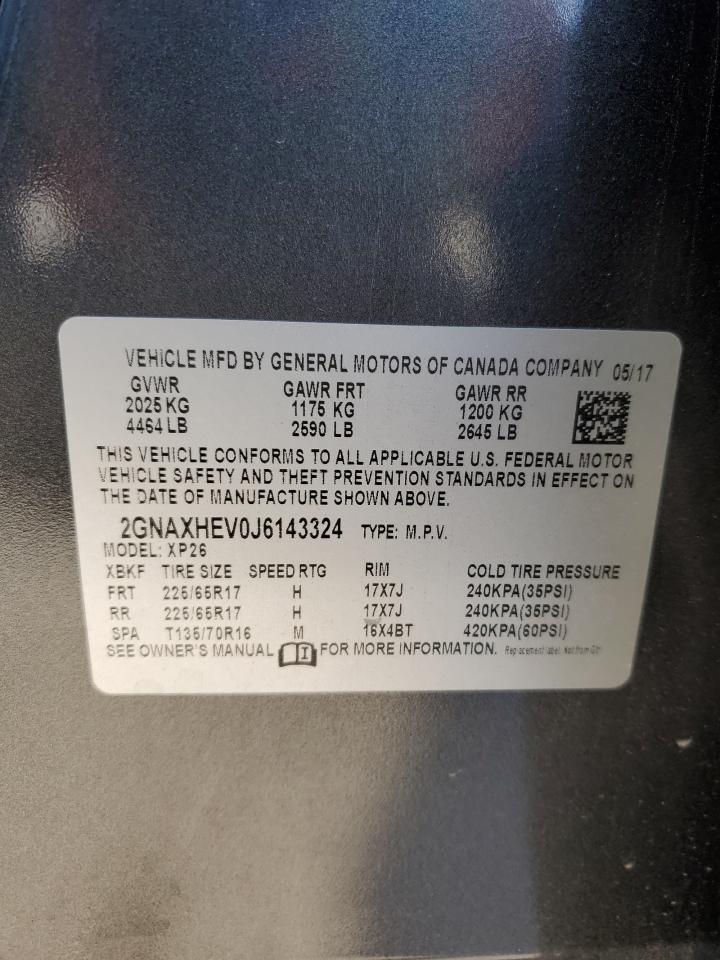 VEHICLE MFD BY GENERAL MOTORS OF CANADA COMPANY 05/17
GVWR GAWR FRT GAWR RR
2025 KG 1175 KG 1200 KG
4464 LB 2590 LB 2645 LB
THIS VEHICLE CONFORMS TO ALL APPLICABLE U.S. FEDERAL MOTOR
VEHICLE SAFETY AND THEFT PREVENTION STANDARDS IN EFFECT ON
THE DATE OF MANUFACTURE SHOWN ABOVE.
2GNAXHEV0J6143324 TYPE: M.P.V.
MODEL: XP26
XBKF TIRE SIZE SPEED RTG RIM COLD TIRE PRESSURE
FRT 225/65R17 H 17X7J 240KPA(35PSI)
RR 225/65R17 H 17X7J 240KPA(35PSI)
SPA T135/70R16 M 16X4BT 420KPA(60PSI)
SEE OWNER'S MANUAL FOR MORE INFORMATION. Replacement label. Not from